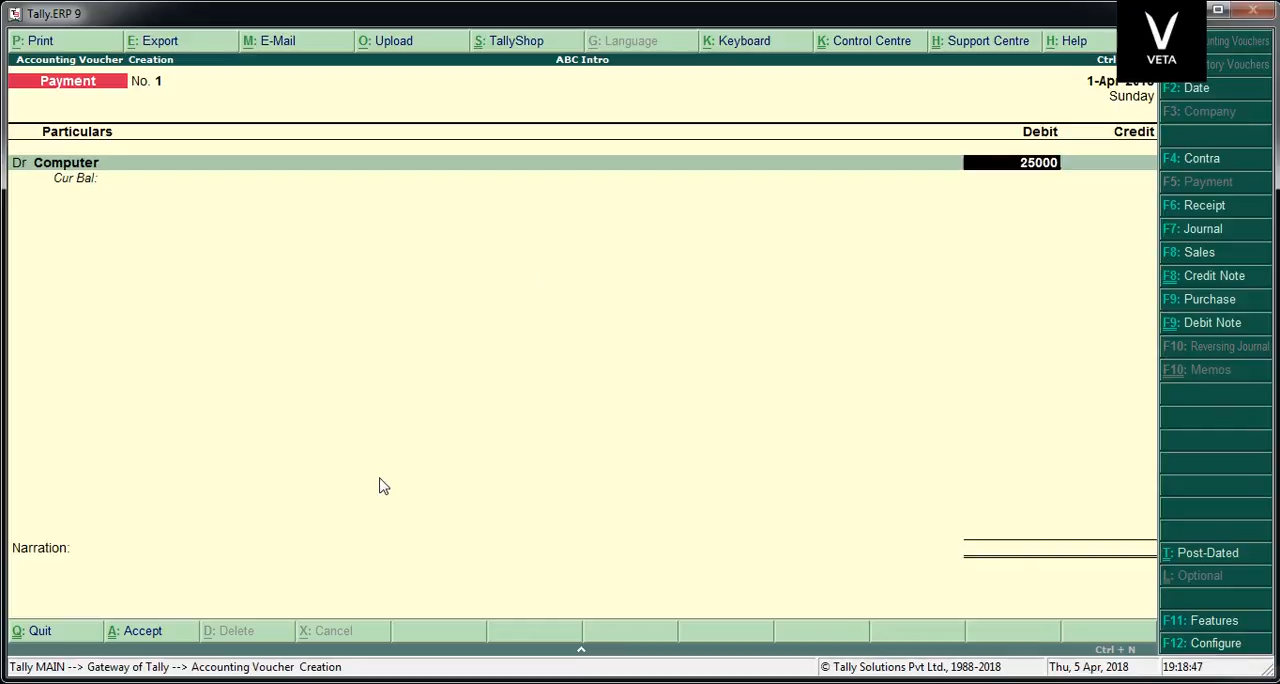 Tally.ERP 9
VETA
P: Print E: Export M: E-Mail O: Upload S: TallyShop G: Language K: Keyboard K: Control Centre H: Support Centre H: Help
Accounting Voucher Creation ABC Intro Ctrl
Payment No. 1
Sunday
Particulars Debit Credit
Dr Computer 25000
Cur Bal:
Narration:
F2: Date
F3: Company
F4: Contra
F5: Payment
F6: Receipt
F7: Journal
F8: Sales
F8: Credit Note
F9: Purchase
F9: Debit Note
F10: Reversing Journal
F10: Memos
T: Post-Dated
L: Optional
F11: Features
F12: Configure
Q: Quit A: Accept D: Delete X: Cancel
Ctrl + N
Tally MAIN --> Gateway of Tally --> Accounting Voucher Creation © Tally Solutions Pvt Ltd., 1988-2018 Thu, 5 Apr, 2018 19:18:47